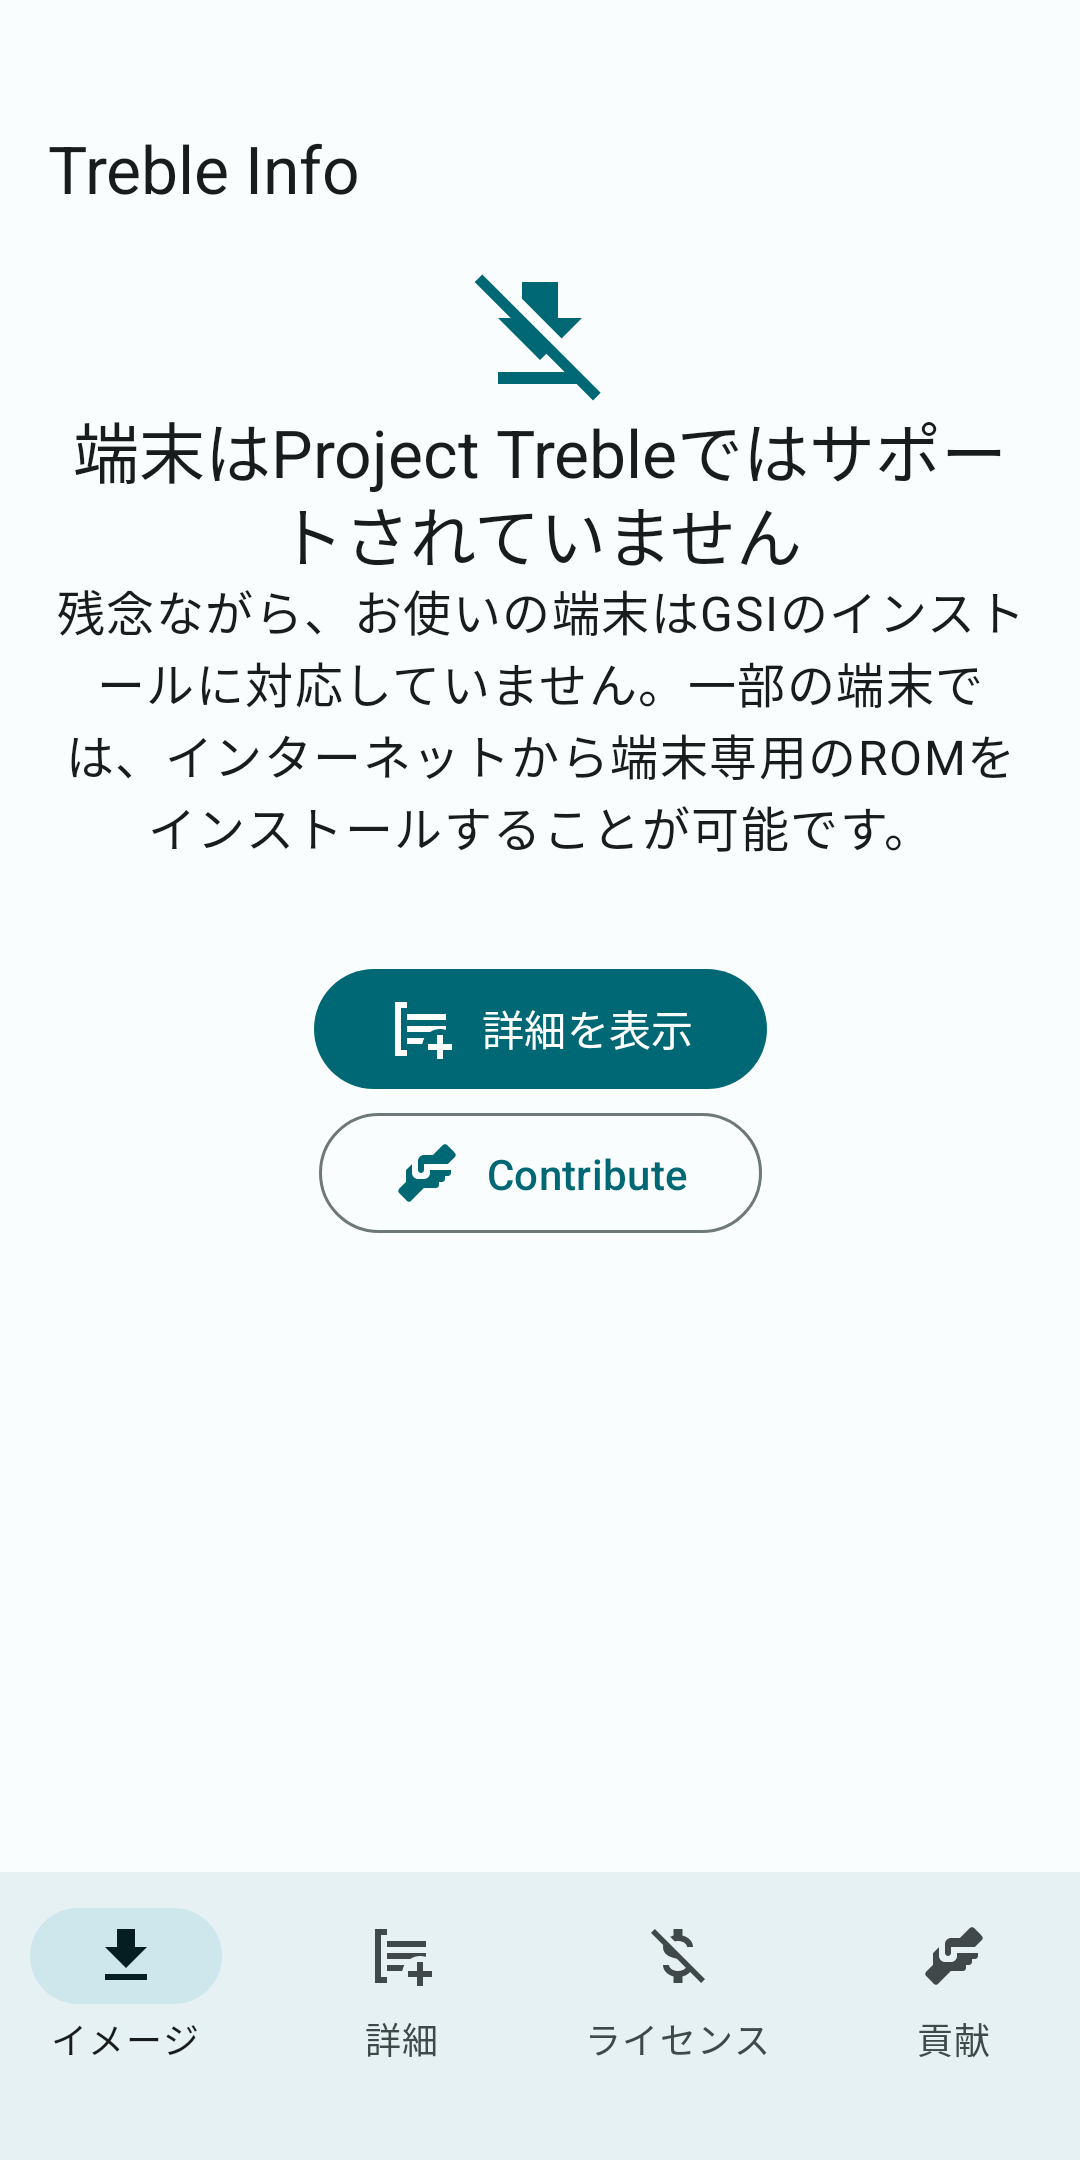 Treble Info
端末はProject Trebleではサポー
トされていません
残念ながら、お使いの端末はGSIのインスト
ールに対応していません。一部の端末で
は、インターネットから端末専用のROMを
インストールすることが可能です。
詳細を表示
Contribute
イメージ
詳細
ライセンス
貢献